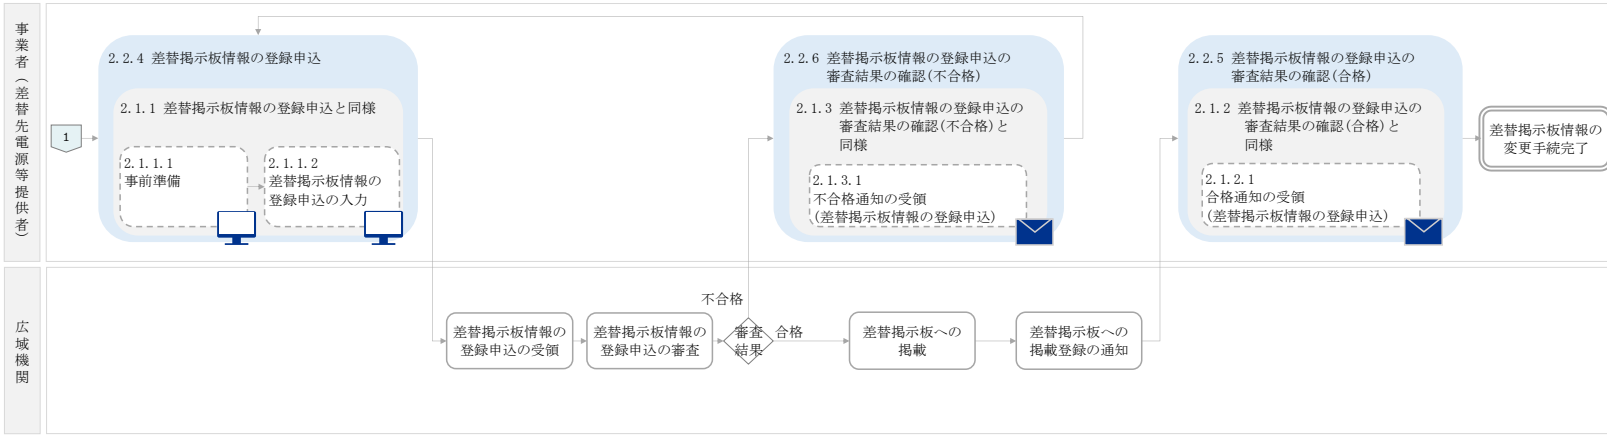 事業者（差替先電源等提供者）
1
2.2.4 差替掲示板情報の登録申込
2.1.1 差替掲示板情報の登録申込と同様
2.1.1.1
事前準備
2.1.1.2
差替掲示板情報の
登録申込の入力
2.2.6 差替掲示板情報の登録申込の
審査結果の確認(不合格)
2.1.3 差替掲示板情報の登録申込の
審査結果の確認(不合格)と
同様
2.1.3.1
不合格通知の受領
(差替掲示板情報の登録申込)
2.2.5 差替掲示板情報の登録申込の
審査結果の確認(合格)
2.1.2 差替掲示板情報の登録申込の
審査結果の確認(合格)と
同様
2.1.2.1
合格通知の受領
(差替掲示板情報の登録申込)
差替掲示板情報の
変更手続完了
広域機関
差替掲示板情報の
登録申込の受領
差替掲示板情報の
登録申込の審査
審査
結果
不合格
合格
差替掲示板への
掲載
差替掲示板への
掲載登録の通知